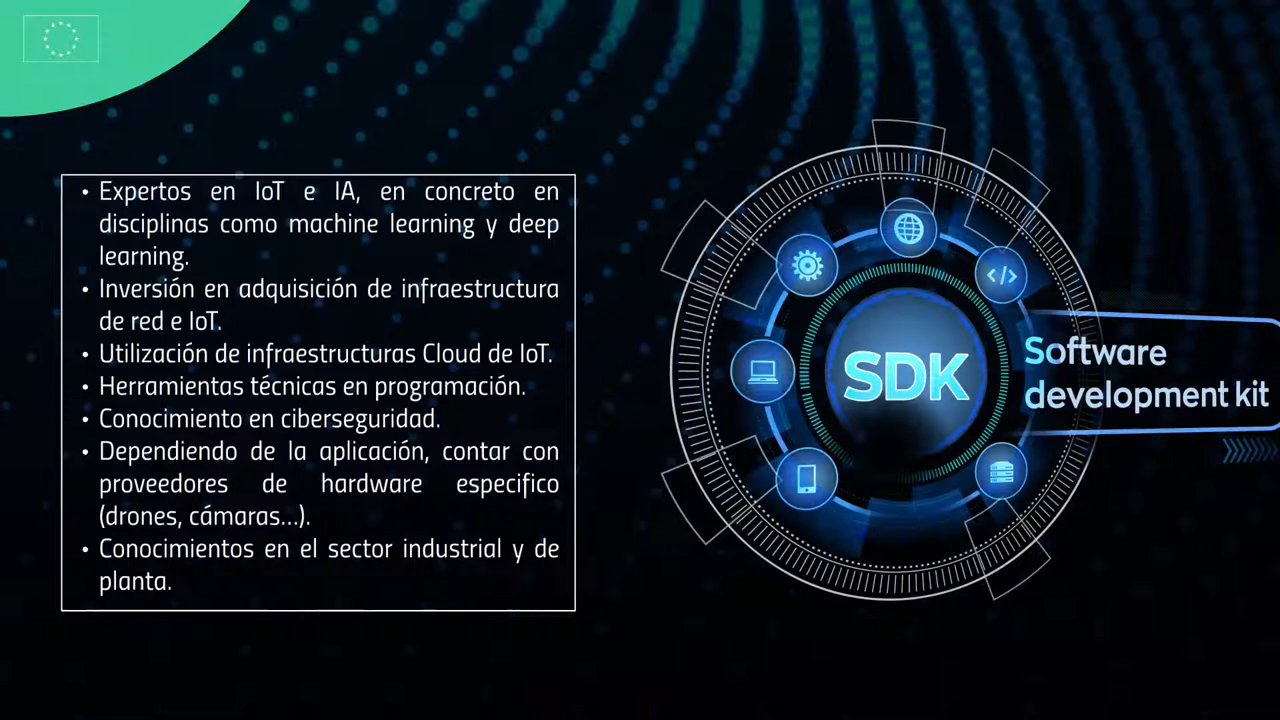 • Expertos en IoT e IA, en concreto en
disciplinas como machine learning y deep
learning.
• Inversión en adquisición de infraestructura
de red e IoT.
• Utilización de infraestructuras Cloud de IoT.
• Herramientas técnicas en programación.
• Conocimiento en ciberseguridad.
• Dependiendo de la aplicación, contar con
proveedores de hardware especifico
(drones, cámaras...).
• Conocimientos en el sector industrial y de
planta.
</>
SDK
Software
development kit